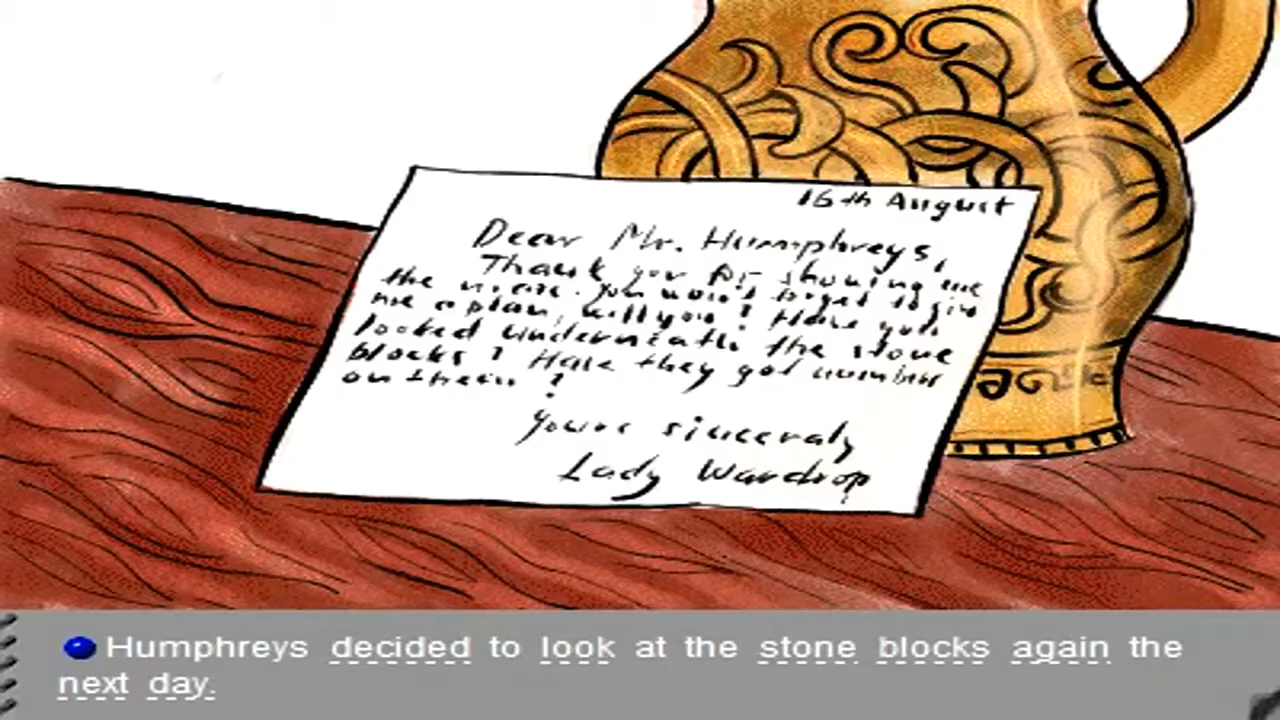 16th August
Dear Mr. Humphreys,
Thank you for showing me
the maze. You won't forget to give
me a plan, will you? Have you
looked underneath the stone
blocks? Have they got number
on them?
Yours sinceraly
Lady Wardrop
Humphreys decided to look at the stone blocks again the
next day.